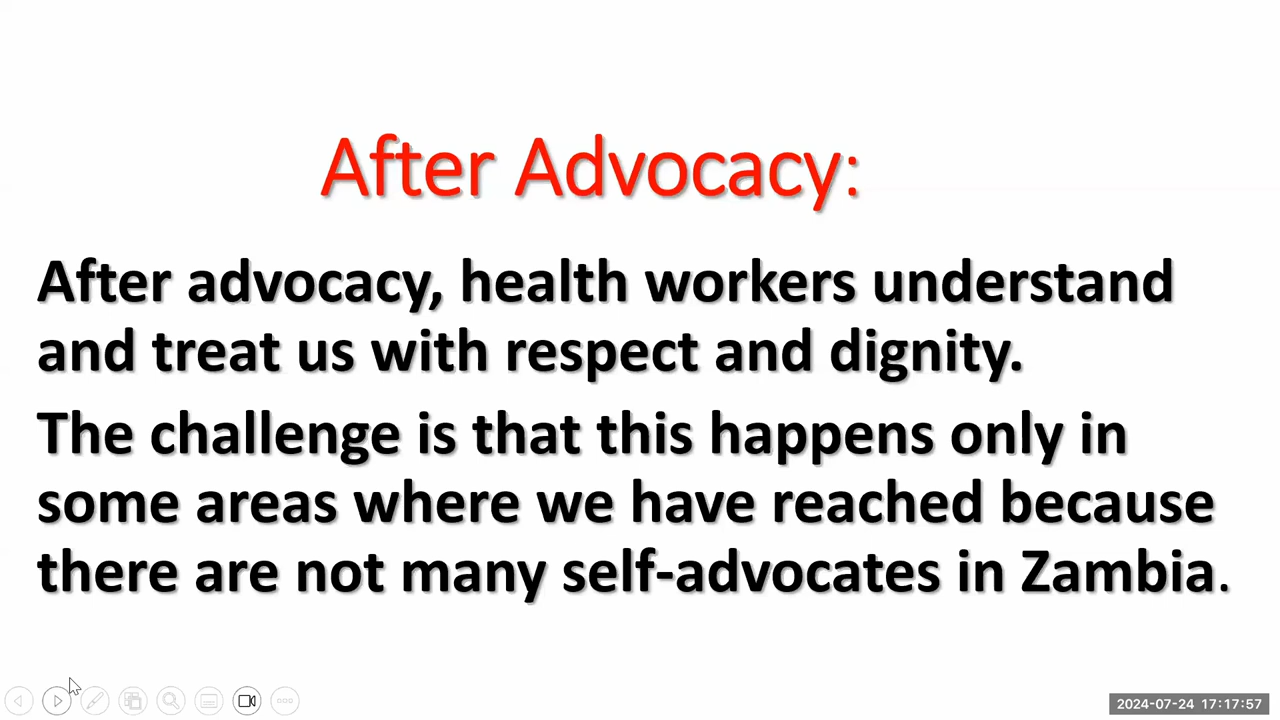 After Advocacy:
After advocacy, health workers understand
and treat us with respect and dignity.
The challenge is that this happens only in
some areas where we have reached because
there are not many self-advocates in Zambia.
2024-07-24 17:17:57